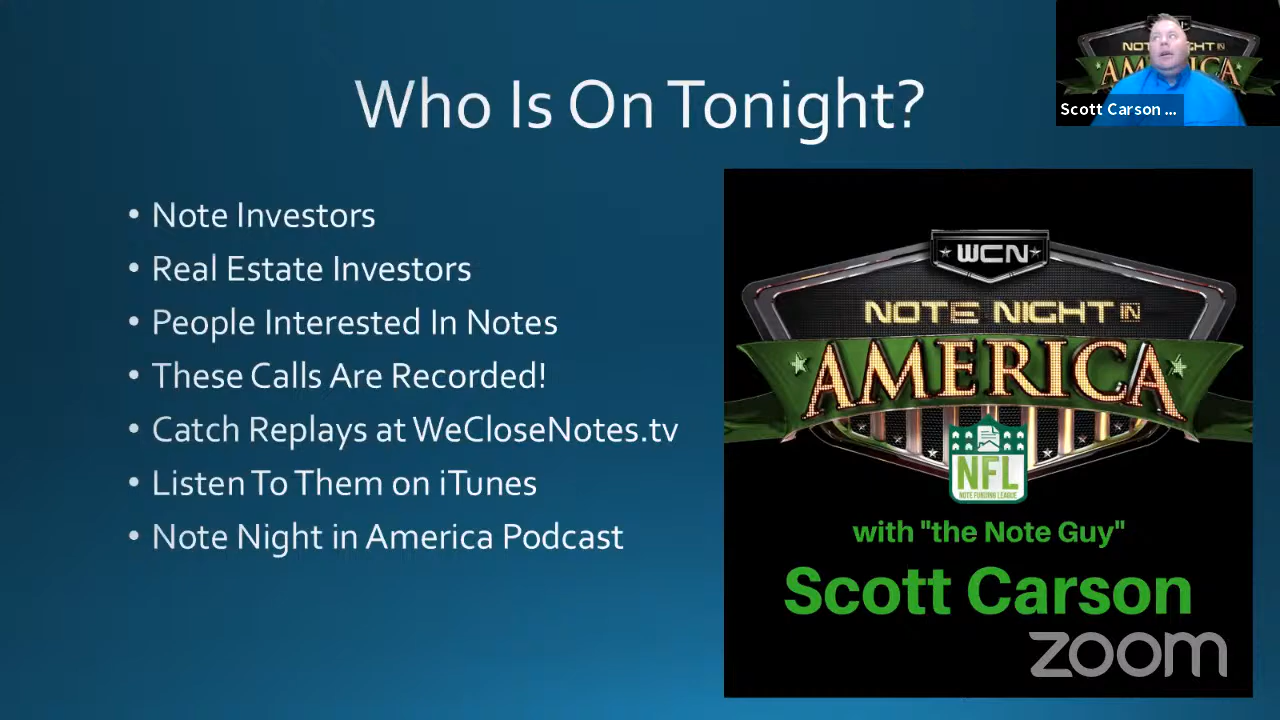 Who Is On Tonight?
• Note Investors
• Real Estate Investors
• People Interested In Notes
• These Calls Are Recorded!
• Catch Replays at WeCloseNotes.tv
• Listen To Them on iTunes
• Note Night in America Podcast
AMERICA
Scott Carson ...
WCN
NOTE NIGHT IN
AMERICA
NFL
NOTE FUNDING LEAGUE
with "the Note Guy"
Scott Carson
zoom